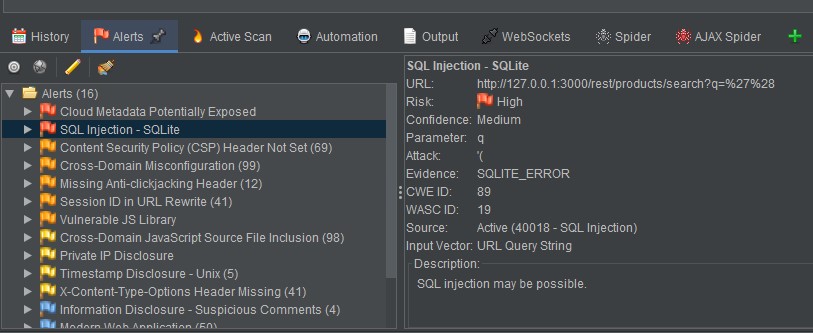 History Alerts Active Scan Automation Output WebSockets Spider AJAX Spider
Alerts (16)
Cloud Metadata Potentially Exposed
SQL Injection - SQLite
Content Security Policy (CSP) Header Not Set (69)
Cross-Domain Misconfiguration (99)
Missing Anti-clickjacking Header (12)
Session ID in URL Rewrite (41)
Vulnerable JS Library
Cross-Domain JavaScript Source File Inclusion (98)
Private IP Disclosure
Timestamp Disclosure - Unix (5)
X-Content-Type-Options Header Missing (41)
Information Disclosure - Suspicious Comments (4)
Modern Web Application (50)
SQL Injection - SQLite
URL: http://127.0.0.1:3000/rest/products/search?q=%27%28
Risk: High
Confidence: Medium
Parameter: q
Attack: '(
Evidence: SQLITE_ERROR
CWE ID: 89
WASC ID: 19
Source: Active (40018 - SQL Injection)
Input Vector: URL Query String
Description:
SQL injection may be possible.